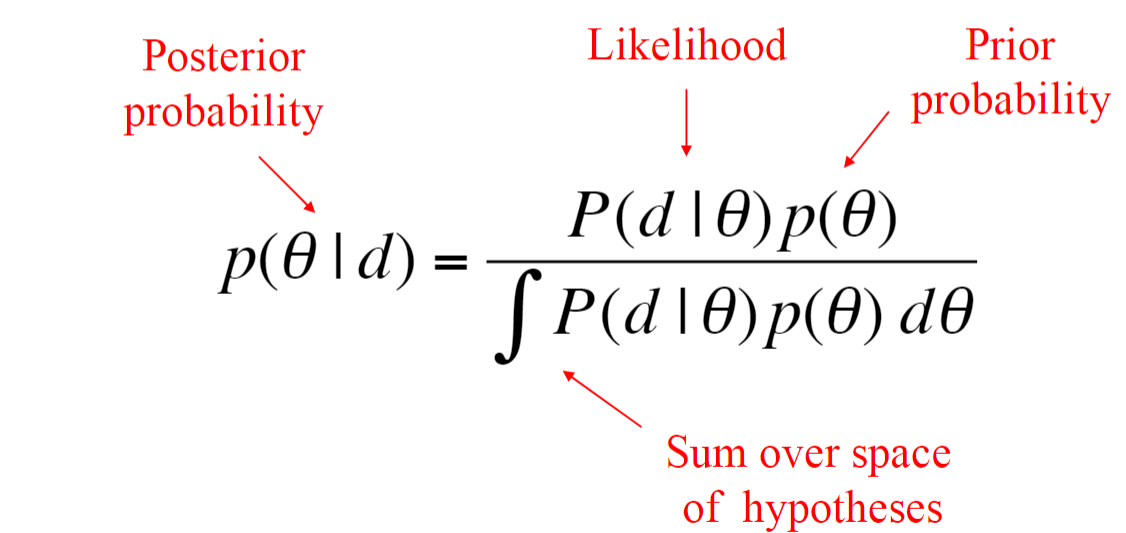 Posterior
probability
Likelihood
Prior
probability
p(θ | d) = P(d | θ)p(θ)
∫ P(d | θ)p(θ) dθ
Sum over space
of hypotheses